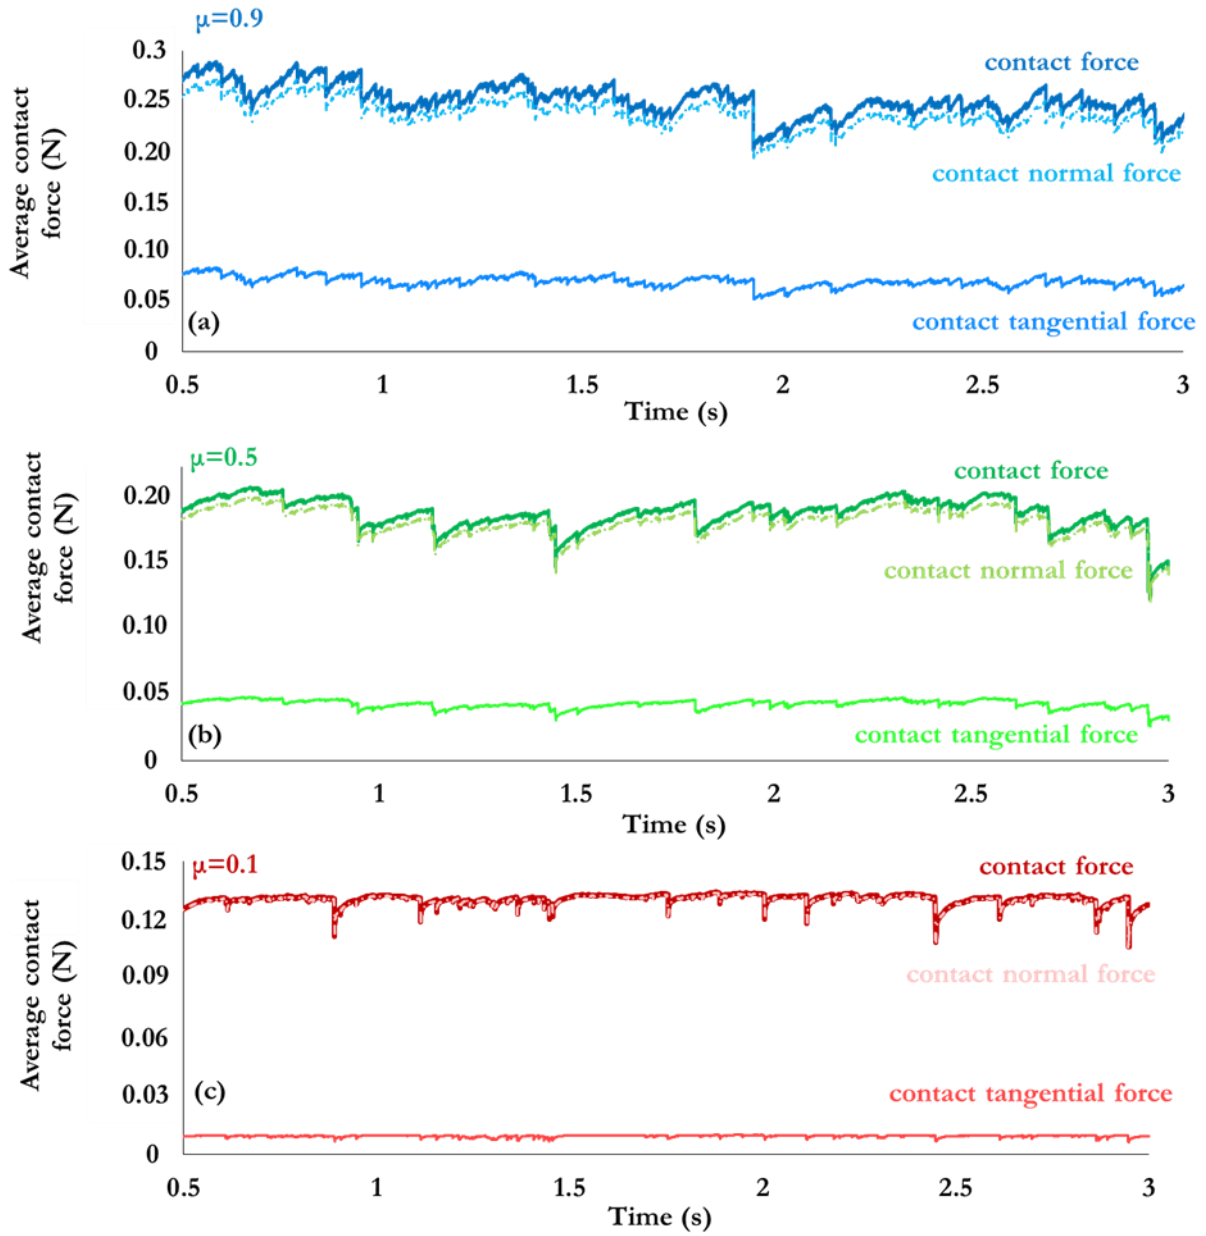 μ=0.9
Average contact
force (N)
0.3
0.25
0.20
0.15
0.10
0.05
0
contact force
contact normal force
contact tangential force
(a)
0.5 1 1.5 2 2.5 3
Time (s)
μ=0.5
Average contact
force (N)
0.20
0.15
0.10
0.05
0
contact force
contact normal force
contact tangential force
(b)
0.5 1 1.5 2 2.5 3
Time (s)
μ=0.1
Average contact
force (N)
0.15
0.12
0.09
0.06
0.03
0
contact force
contact normal force
contact tangential force
(c)
0.5 1 1.5 2 2.5 3
Time (s)